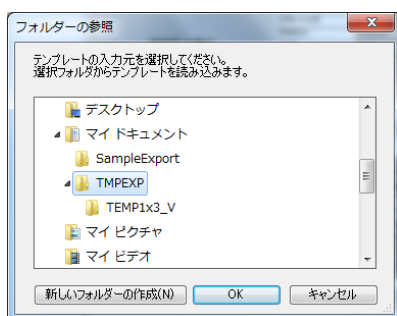 フォルダーの参照
テンプレートの入力元を選択してください。
選択フォルダからテンプレートを読み込みます。
デスクトップ
マイ ドキュメント
SampleExport
TMPEXP
TEMP1x3_V
マイ ピクチャ
マイ ビデオ
新しいフォルダーの作成(N) OK キャンセル